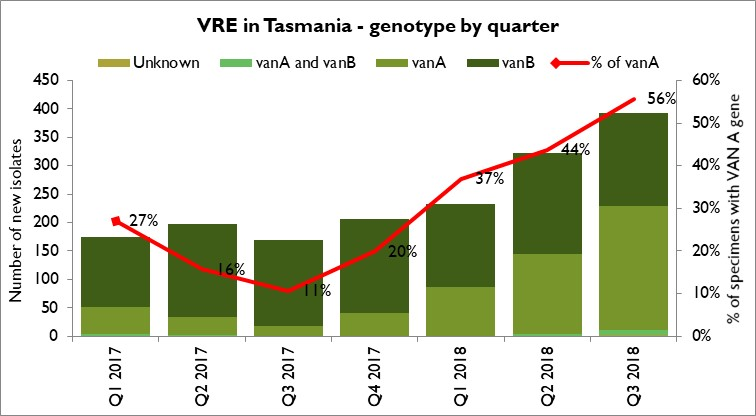 VRE in Tasmania - genotype by quarter
Unknown vanA and vanB vanA vanB % of vanA
Number of new isolates
450
400
350
300
250
200
150
100
50
0
27%
16%
11%
20%
37%
44%
56%
60%
50%
40%
30%
20%
10%
0%
% of specimens with VAN A gene
Q1 2017
Q2 2017
Q3 2017
Q4 2017
Q1 2018
Q2 2018
Q3 2018